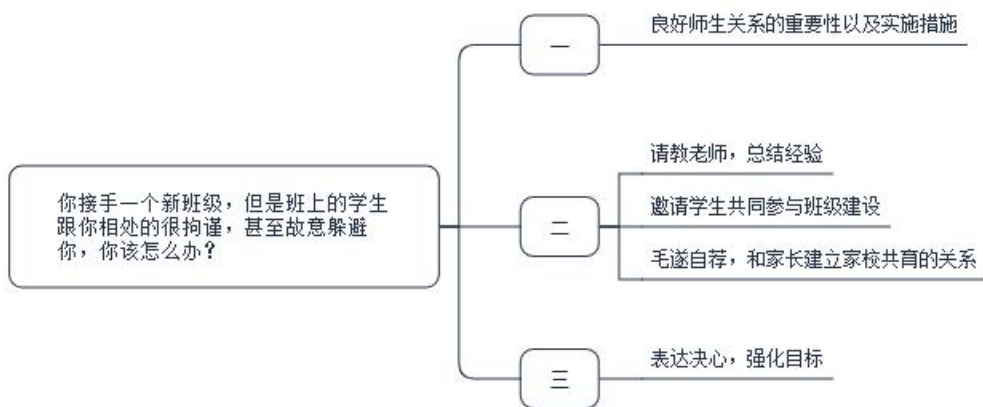 你接手一个新班级，但是班上的学生
跟你相处的很拘谨，甚至故意躲避
你，你该怎么办？
一
良好师生关系的重要性以及实施措施
二
请教老师，总结经验
邀请学生共同参与班级建设
毛遂自荐，和家长建立家校共育的关系
三
表达决心，强化目标